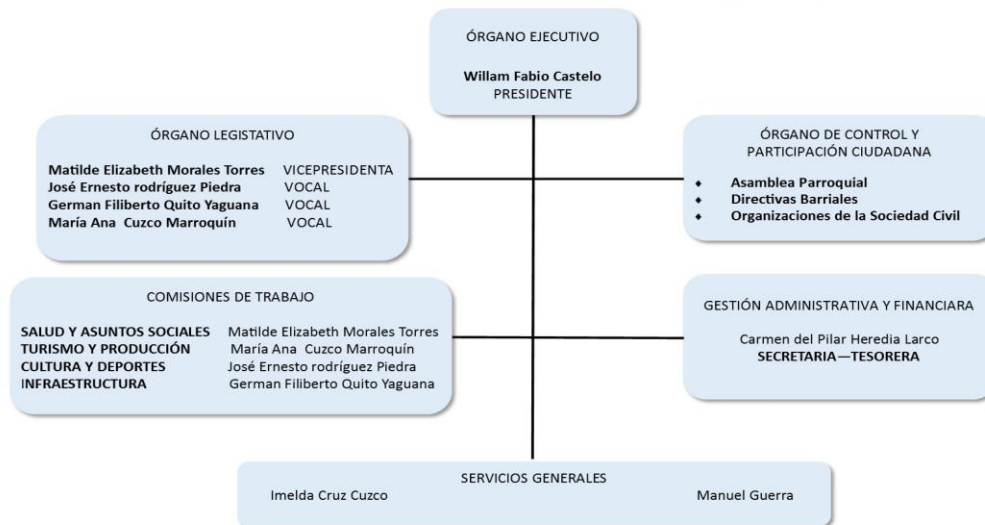 ÓRGANO EJECUTIVO
Willam Fabio Castelo
PRESIDENTE
ÓRGANO LEGISTATIVO
Matilde Elizabeth Morales Torres VICEPRESIDENTA
José Ernesto rodríguez Piedra VOCAL
German Filiberto Quito Yaguana VOCAL
María Ana Cuzco Marroquín VOCAL
ÓRGANO DE CONTROL Y
PARTICIPACIÓN CIUDADANA
♦ Asamblea Parroquial
♦ Directivas Barriales
♦ Organizaciones de la Sociedad Civil
COMISIONES DE TRABAJO
SALUD Y ASUNTOS SOCIALES Matilde Elizabeth Morales Torres
TURISMO Y PRODUCCIÓN María Ana Cuzco Marroquín
CULTURA Y DEPORTES José Ernesto rodríguez Piedra
INFRAESTRUCTURA German Filiberto Quito Yaguana
GESTIÓN ADMINISTRATIVA Y FINANCIARA
Carmen del Pilar Heredia Larco
SECRETARIA—TESORERA
SERVICIOS GENERALES
Imelda Cruz Cuzco Manuel Guerra